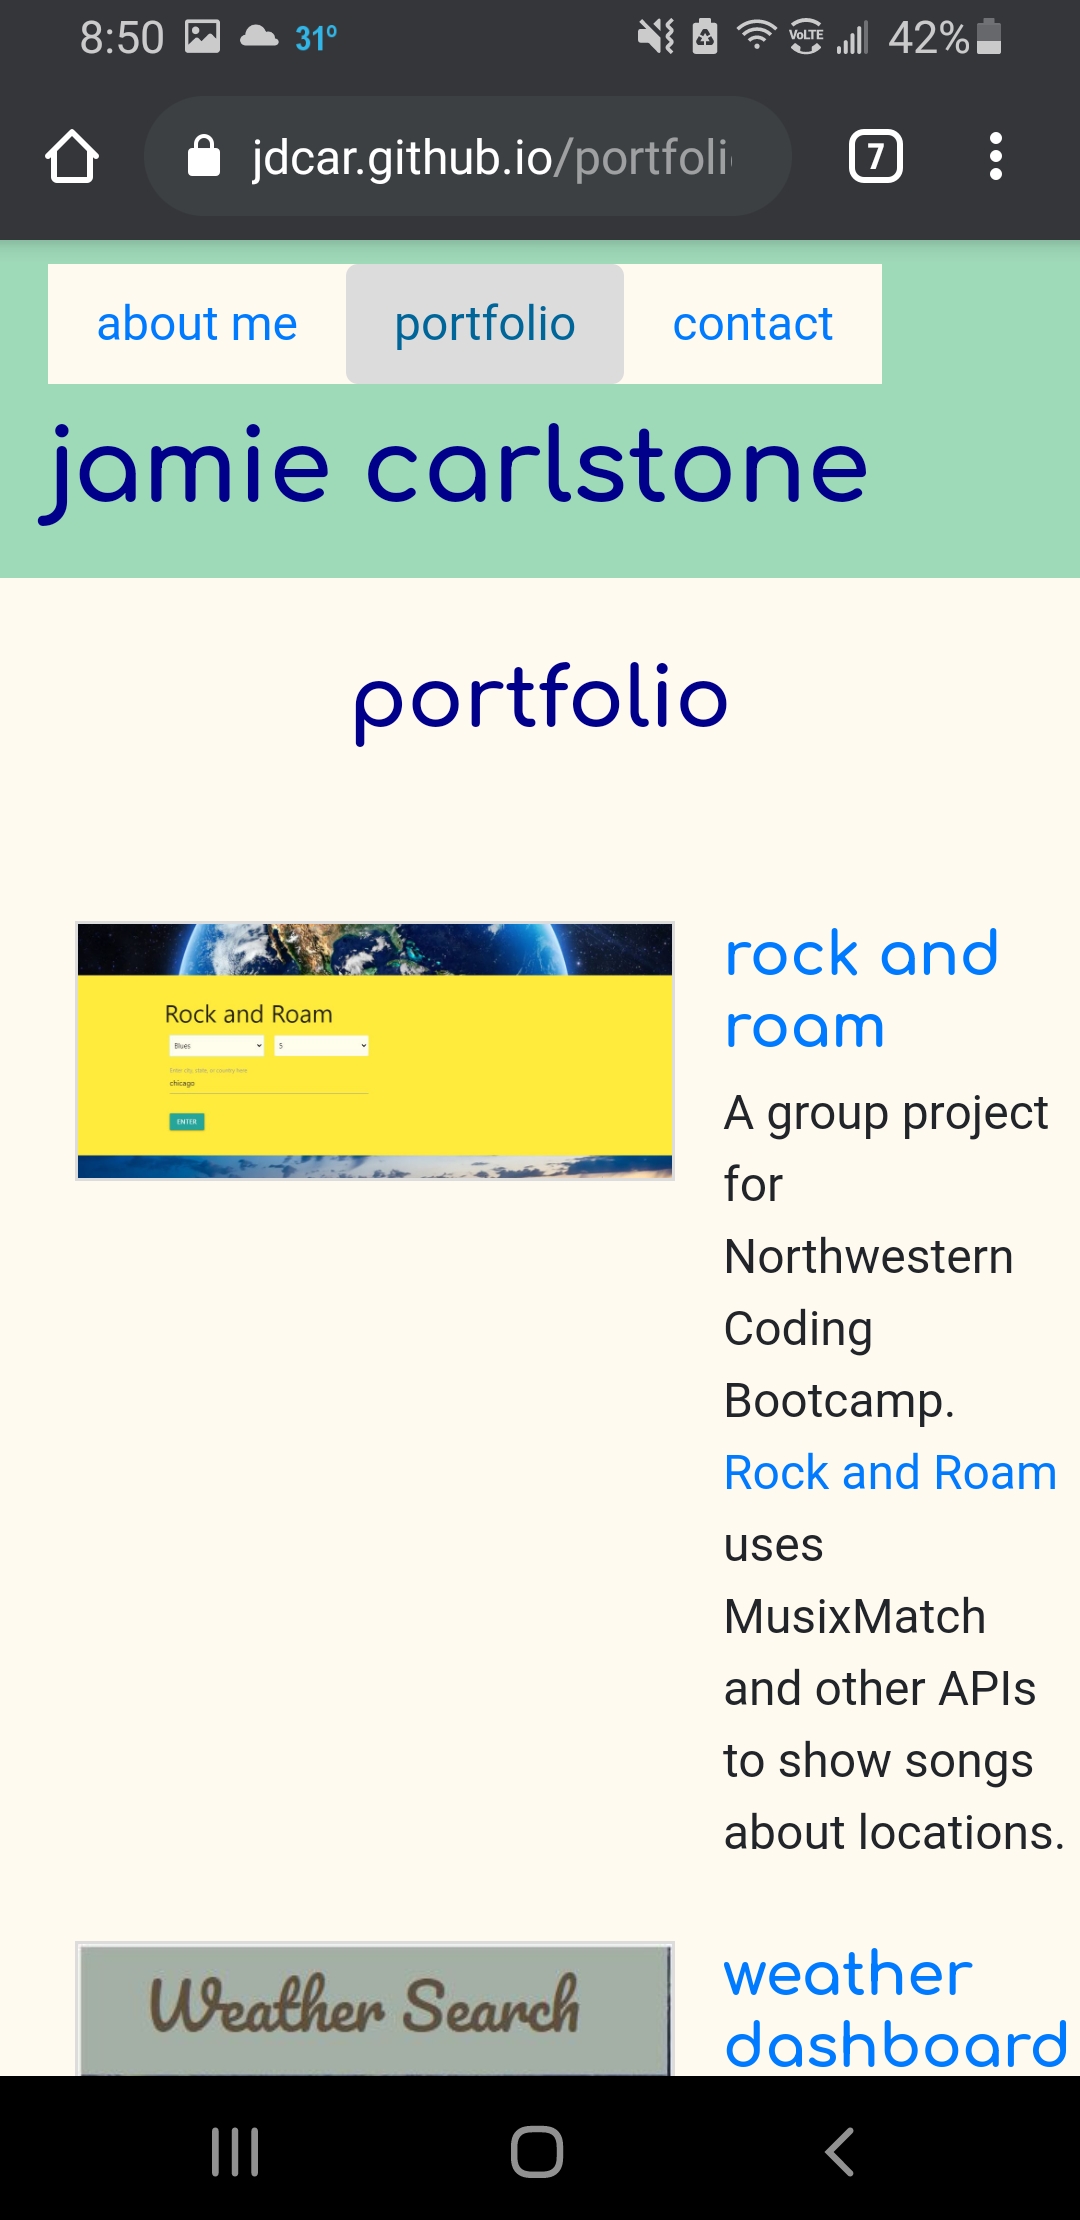 8:50 31° VoLTE 42%
jdcar.github.io/portfoli
7
about me portfolio contact
jamie carlstone
portfolio
Rock and Roam
Blues 5
Enter city, state, or country here
chicago
ENTER
rock and
roam
A group project
for
Northwestern
Coding
Bootcamp.
Rock and Roam
uses
MusixMatch
and other APIs
to show songs
about locations.
Weather Search
weather
dashboard